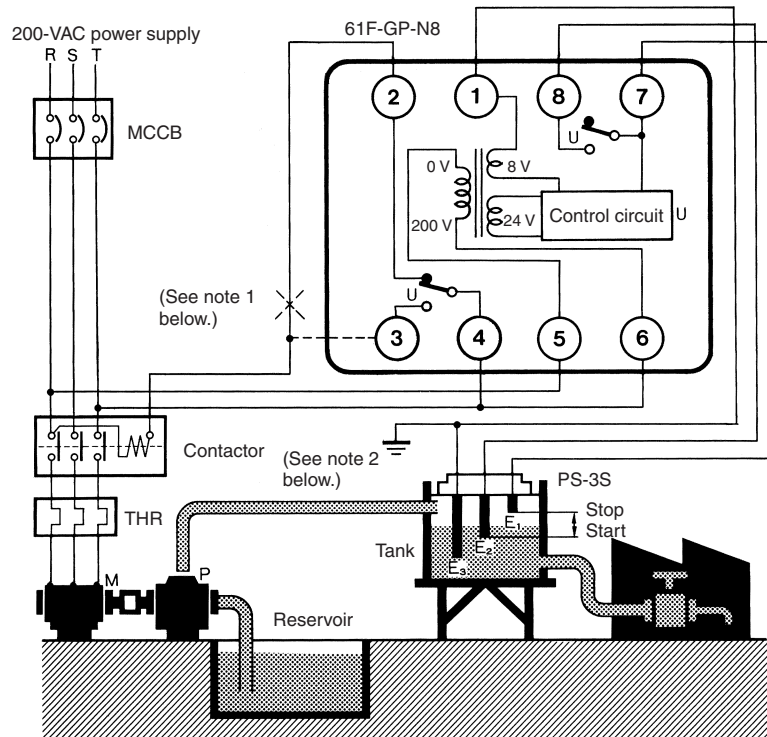 200-VAC power supply
R S T
61F-GP-N8
MCCB
2
1
8
7
U
0 V
8 V
200 V
24 V
Control circuit
U
(See note 1
below.)
U
3
4
5
6
Contactor
(See note 2
below.)
PS-3S
THR
Stop
Start
E1
E2
E3
Tank
M
P
Reservoir